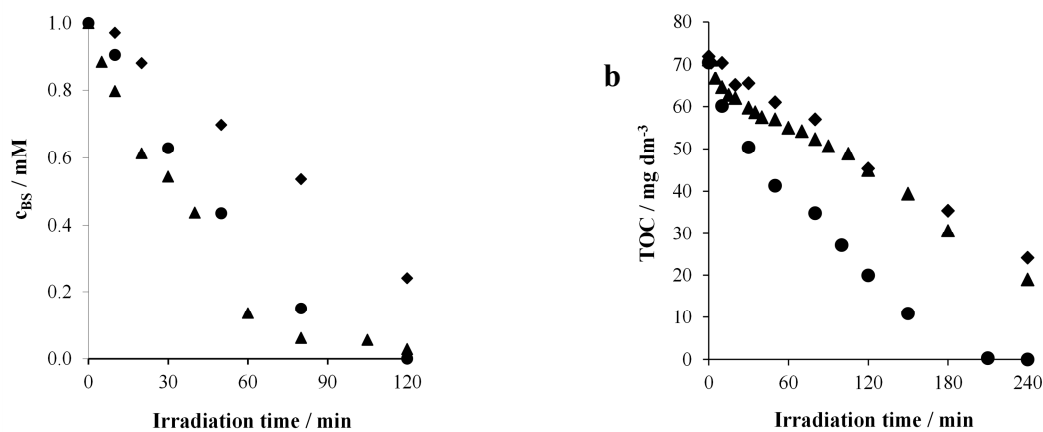 1.0
0.8
0.6
0.4
0.2
0.0
c_BS / mM
0 30 60 90 120
Irradiation time / min
b
80
70
60
50
40
30
20
10
0
TOC / mg dm⁻³
0 60 120 180 240
Irradiation time / min